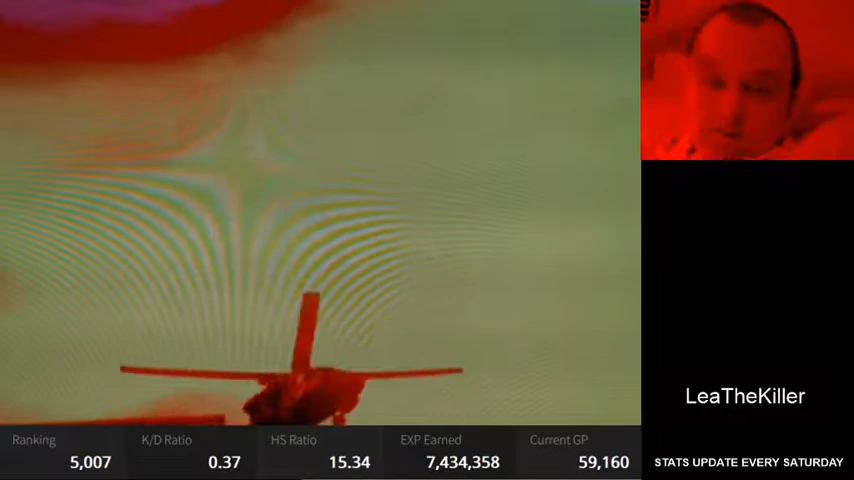 LeaTheKiller
Ranking K/D Ratio HS Ratio EXP Earned Current GP
5,007 0.37 15.34 7,434,358 59,160
STATS UPDATE EVERY SATURDAY